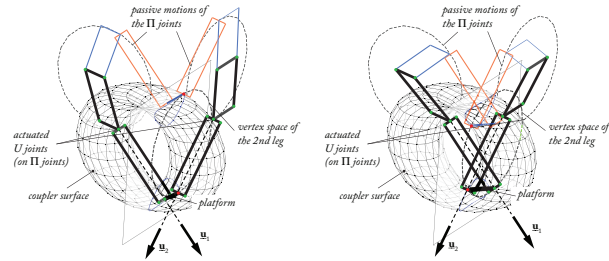 passive motions of
the Π joints
actuated
U joints
(on Π joints)
vertex space of
the 2nd leg
coupler surface
platform
u₂
u₁
passive motions of
the Π joints
actuated
U joints
(on Π joints)
vertex space of
the 2nd leg
coupler surface
platform
u₂
u₁